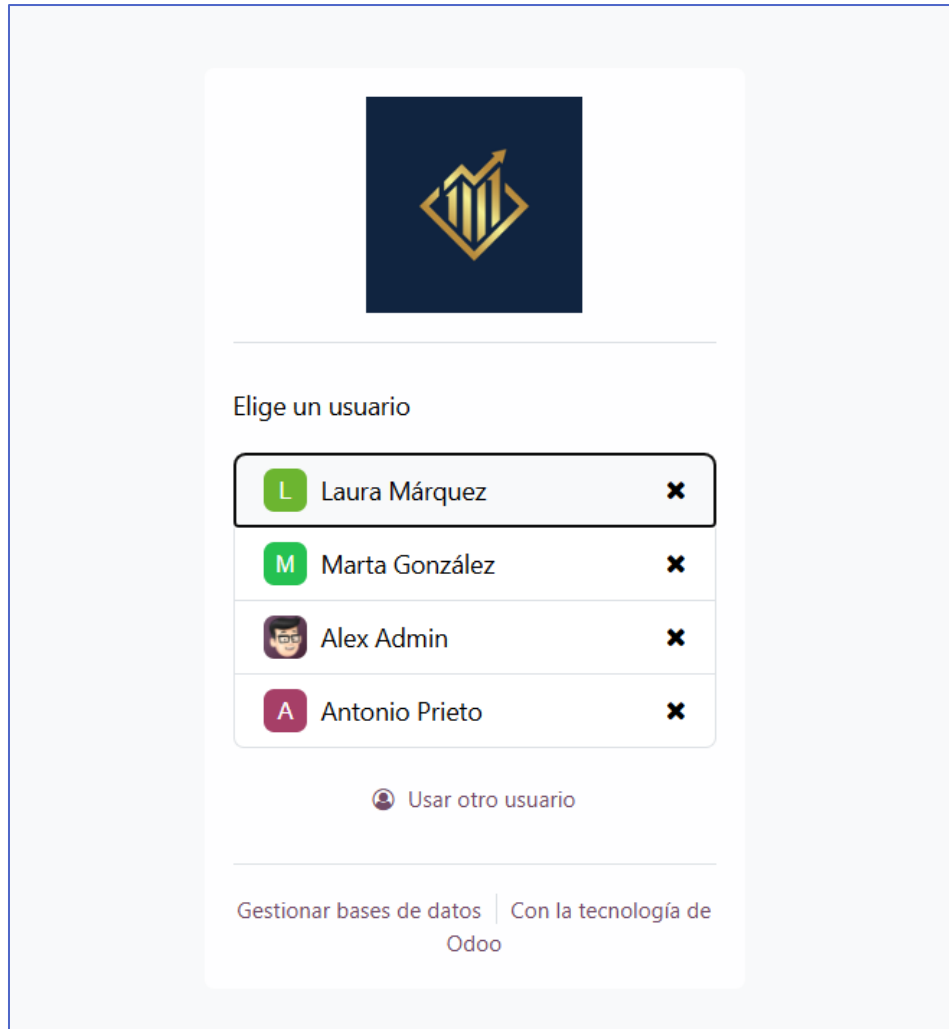 Elige un usuario
L Laura Márquez ✖
M Marta González ✖
Alex Admin ✖
A Antonio Prieto ✖
Usar otro usuario
Gestionar bases de datos Con la tecnología de
Odoo